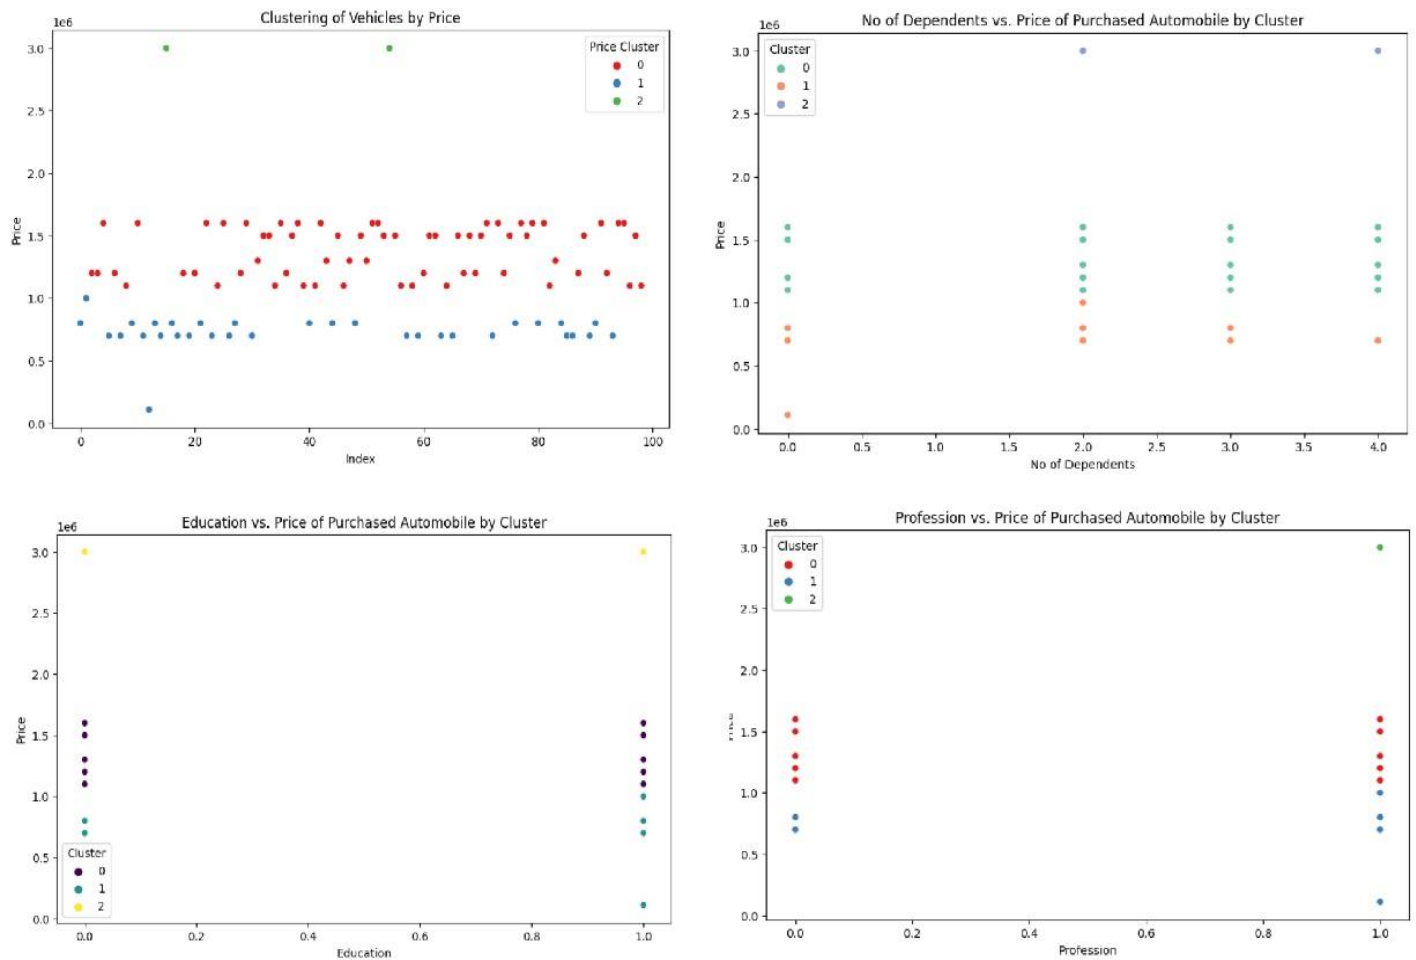 Clustering of Vehicles by Price
1e6
3.0
2.5
2.0
1.5
1.0
0.5
0.0
Price
0 20 40 60 80 100
Index
Price Cluster
0
1
2
No of Dependents vs. Price of Purchased Automobile by Cluster
1e6
3.0
2.5
2.0
1.5
1.0
0.5
0.0
Price
0.0 0.5 1.0 1.5 2.0 2.5 3.0 3.5 4.0
No of Dependents
Cluster
0
1
2
Education vs. Price of Purchased Automobile by Cluster
1e6
3.0
2.5
2.0
1.5
1.0
0.5
0.0
Price
0.0 0.2 0.4 0.6 0.8 1.0
Education
Cluster
0
1
2
Profession vs. Price of Purchased Automobile by Cluster
1e6
3.0
2.5
2.0
1.5
1.0
0.5
0.0
0.0 0.2 0.4 0.6 0.8 1.0
Profession
Cluster
0
1
2